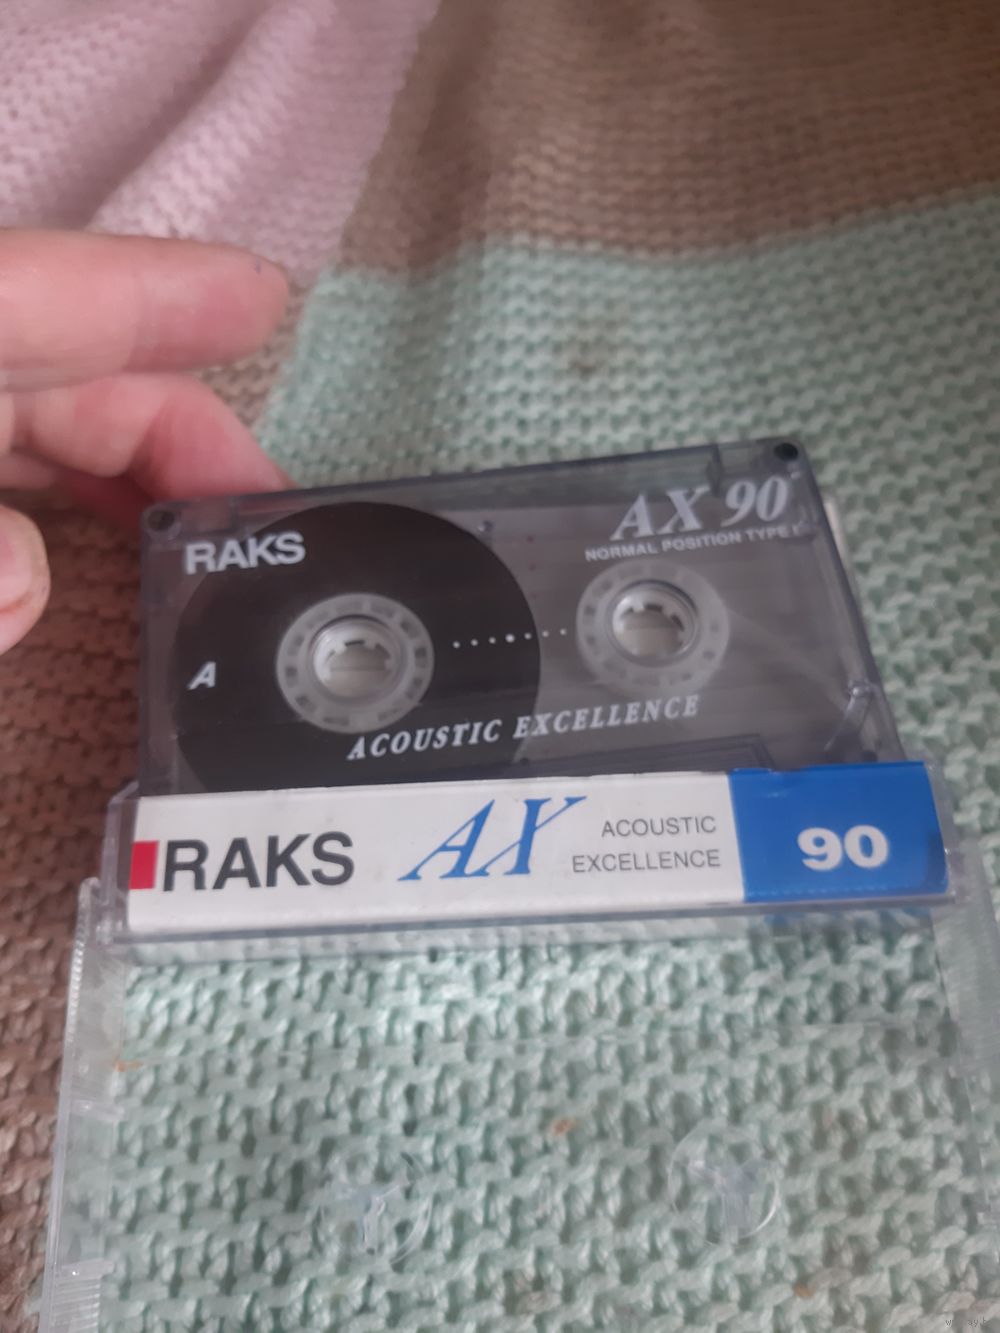 RAKS
AX 90
NORMAL POSITION TYPE I
A
ACOUSTIC EXCELLENCE
RAKS AX ACOUSTIC EXCELLENCE 90